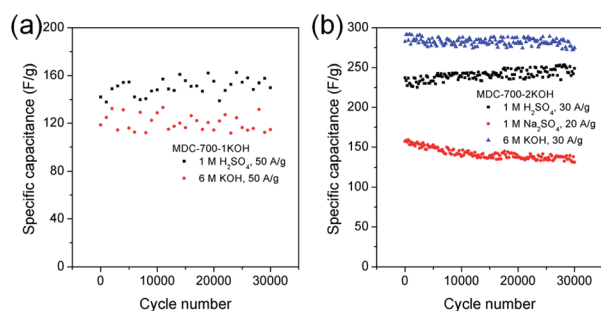 (a)
200
160
120
80
40
0
Specific capacitance (F/g)
MDC-700-1KOH
1 M H₂SO₄, 50 A/g
6 M KOH, 50 A/g
0 10000 20000 30000
Cycle number
(b)
300
250
200
150
100
50
0
Specific capacitance (F/g)
MDC-700-2KOH
1 M H₂SO₄, 30 A/g
1 M Na₂SO₄, 20 A/g
6 M KOH, 30 A/g
0 10000 20000 30000
Cycle number